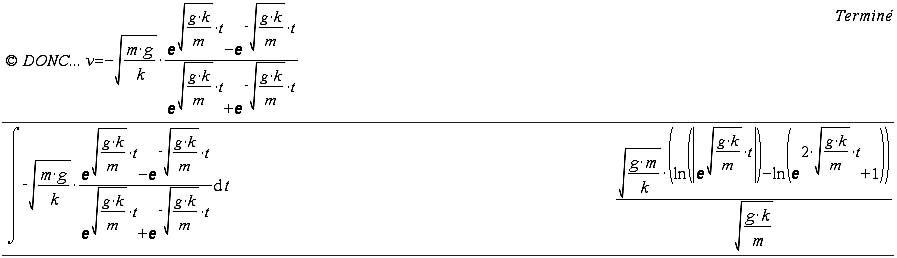 © DONC... v=-√(m·g/k)·(e^(√(g·k/m)·t)-e^(-√(g·k/m)·t))/(e^(√(g·k/m)·t)+e^(-√(g·k/m)·t)) Terminé
∫-√(m·g/k)·(e^(√(g·k/m)·t)-e^(-√(g·k/m)·t))/(e^(√(g·k/m)·t)+e^(-√(g·k/m)·t))dt √(g·m/k)·(ln(|e^(√(g·k/m)·t)|)-ln(e^(2·√(g·k/m)·t)+1))/√(g·k/m)